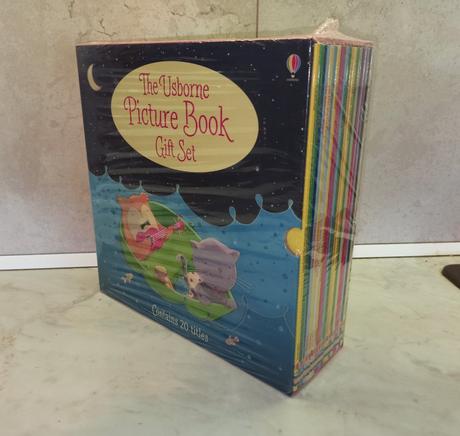 The Usborne
Picture Book
Gift Set
Contains 20 titles